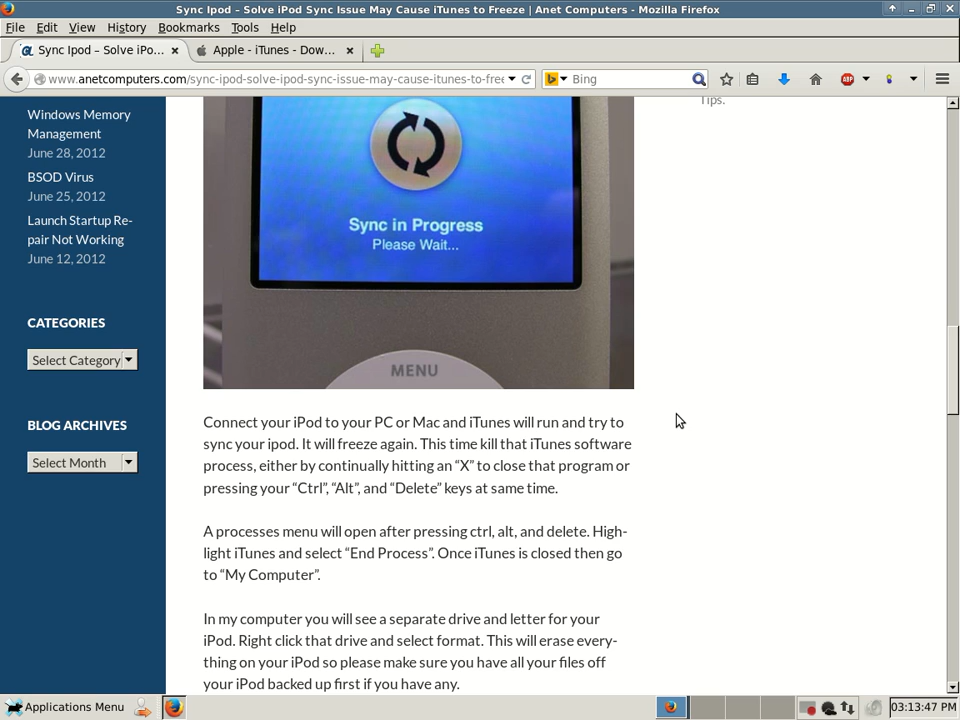 Sync Ipod – Solve iPod Sync Issue May Cause iTunes to Freeze | Anet Computers - Mozilla Firefox
File Edit View History Bookmarks Tools Help
Sync Ipod – Solve iPo... Apple - iTunes - Dow...
www.anetcomputers.com/sync-ipod-solve-ipod-sync-issue-may-cause-itunes-to-free Bing ABP
Windows Memory
Management
June 28, 2012
BSOD Virus
June 25, 2012
Launch Startup Re-
pair Not Working
June 12, 2012
CATEGORIES
Select Category
BLOG ARCHIVES
Select Month
Sync in Progress
Please Wait...
MENU
Connect your iPod to your PC or Mac and iTunes will run and try to
sync your ipod. It will freeze again. This time kill that iTunes software
process, either by continually hitting an “X” to close that program or
pressing your “Ctrl”, “Alt”, and “Delete” keys at same time.
A processes menu will open after pressing ctrl, alt, and delete. High-
light iTunes and select “End Process”. Once iTunes is closed then go
to “My Computer”.
In my computer you will see a separate drive and letter for your
iPod. Right click that drive and select format. This will erase every-
thing on your iPod so please make sure you have all your files off
your iPod backed up first if you have any.
Tips.
Applications Menu
03:13:47 PM